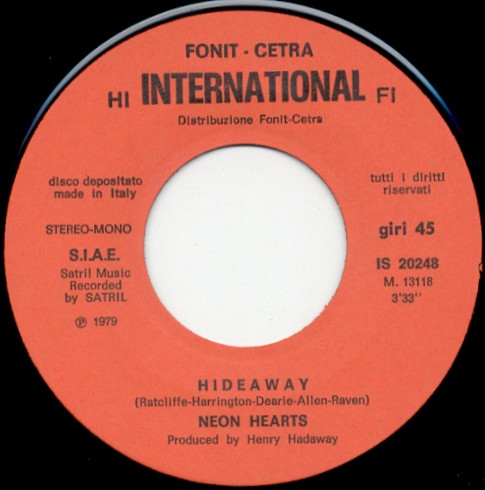 FONIT - CETRA
HI INTERNATIONAL FI
Distribuzione Fonit-Cetra
disco depositato
made in Italy
STEREO-MONO
S.I.A.E.
Satril Music
Recorded
by SATRIL
℗ 1979
tutti i diritti
riservati
giri 45
IS 20248
M. 13118
3'33''
HIDEAWAY
(Ratcliffe-Harrington-Dearie-Allen-Raven)
NEON HEARTS
Produced by Henry Hadaway